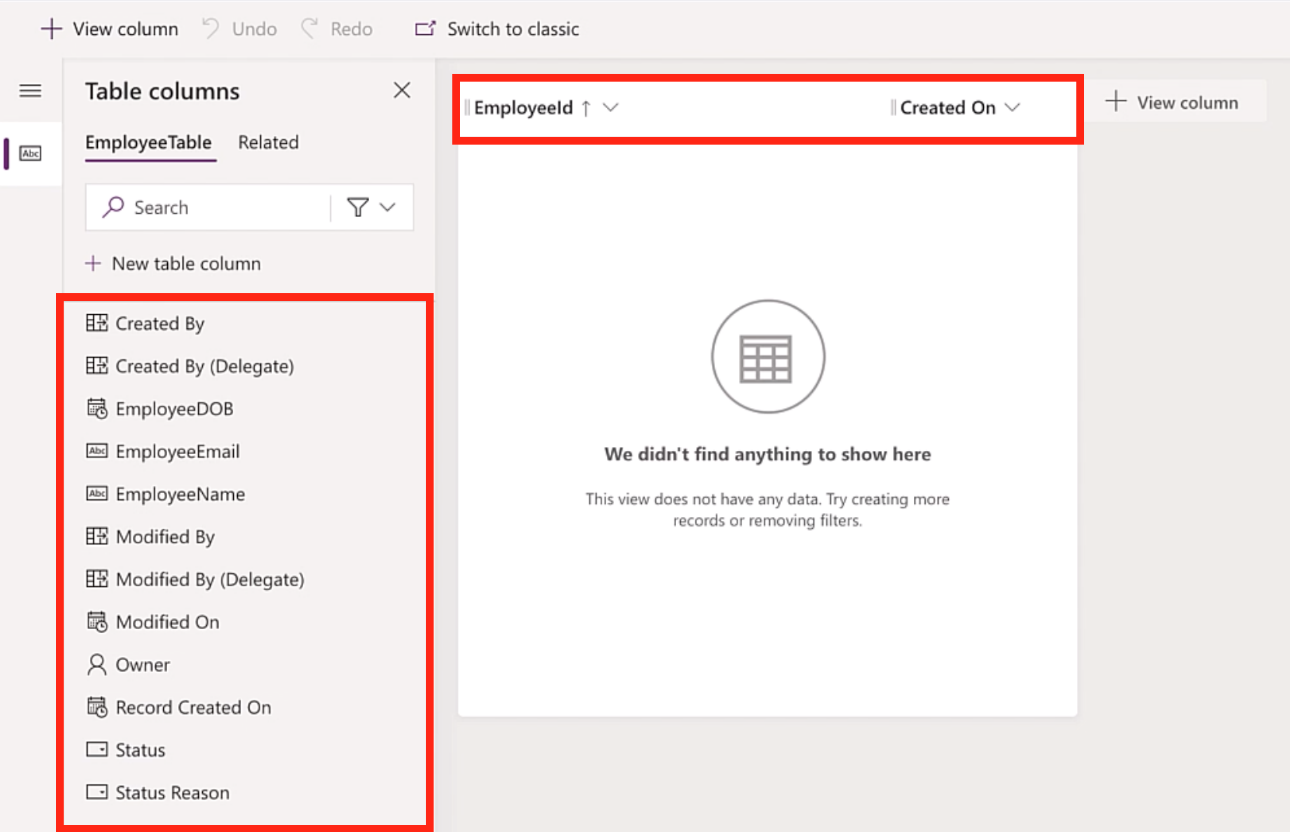 View column Undo Redo Switch to classic
Table columns
EmployeeTable Related
Abc
Search
New table column
Created By
Created By (Delegate)
EmployeeDOB
Abc EmployeeEmail
Abc EmployeeName
Modified By
Modified By (Delegate)
Modified On
Owner
Record Created On
Status
Status Reason
EmployeeId ↑ Created On
View column
We didn't find anything to show here
This view does not have any data. Try creating more
records or removing filters.